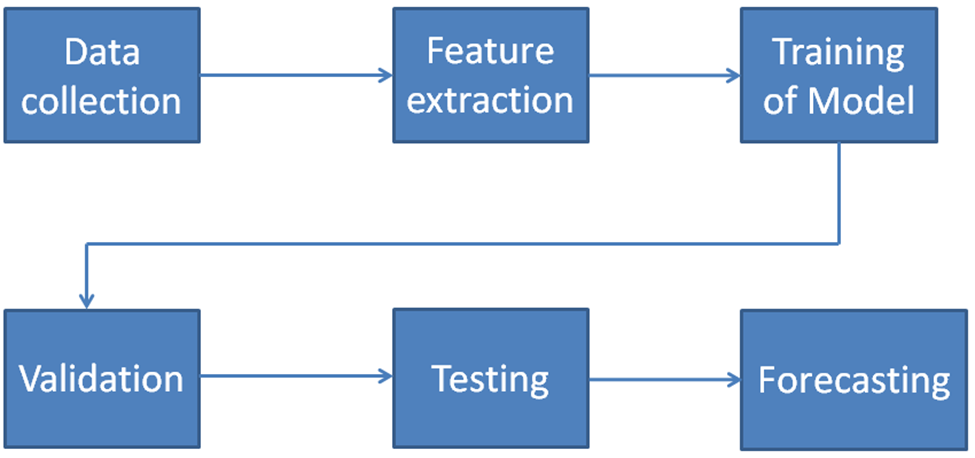 Data
collection
Feature
extraction
Training
of Model
Validation
Testing
Forecasting